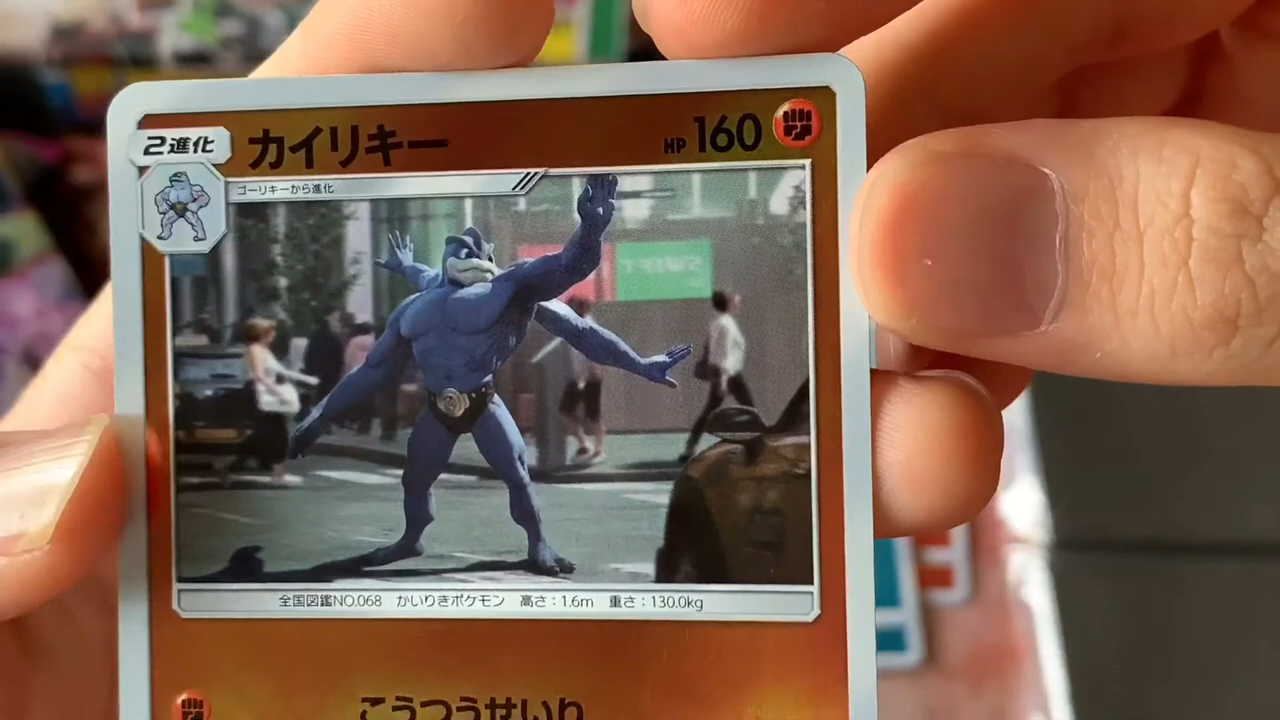 2進化 カイリキー HP 160
ゴーリキーから進化
全国図鑑NO.068 かいりきポケモン 高さ:1.6m 重さ:130.0kg
こうつうせいり